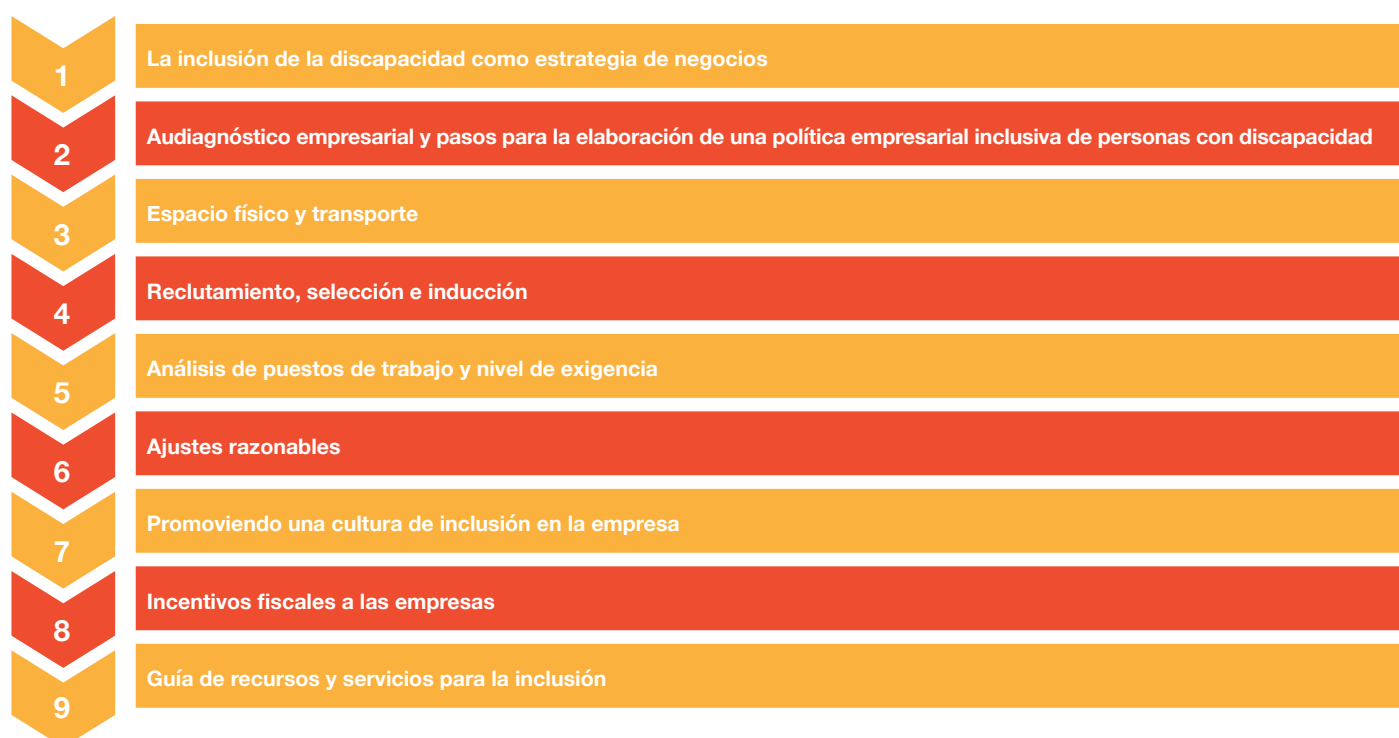 1
La inclusión de la discapacidad como estrategia de negocios
2
Audiagnóstico empresarial y pasos para la elaboración de una política empresarial inclusiva de personas con discapacidad
3
Espacio físico y transporte
4
Reclutamiento, selección e inducción
5
Análisis de puestos de trabajo y nivel de exigencia
6
Ajustes razonables
7
Promoviendo una cultura de inclusión en la empresa
8
Incentivos fiscales a las empresas
9
Guía de recursos y servicios para la inclusión